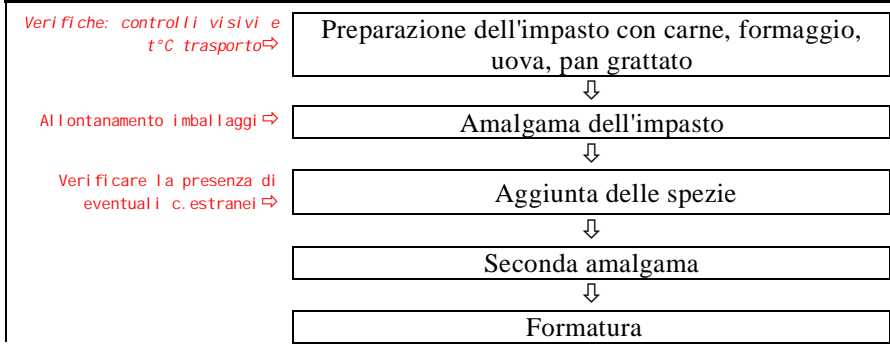 Verifiche: controlli visivi e
t°C trasporto⇨
Preparazione dell'impasto con carne, formaggio,
uova, pan grattato
⇩
Allontanamento imballaggi⇨
Amalgama dell'impasto
⇩
Verificare la presenza di
eventuali c.estranei⇨
Aggiunta delle spezie
⇩
Seconda amalgama
⇩
Formatura